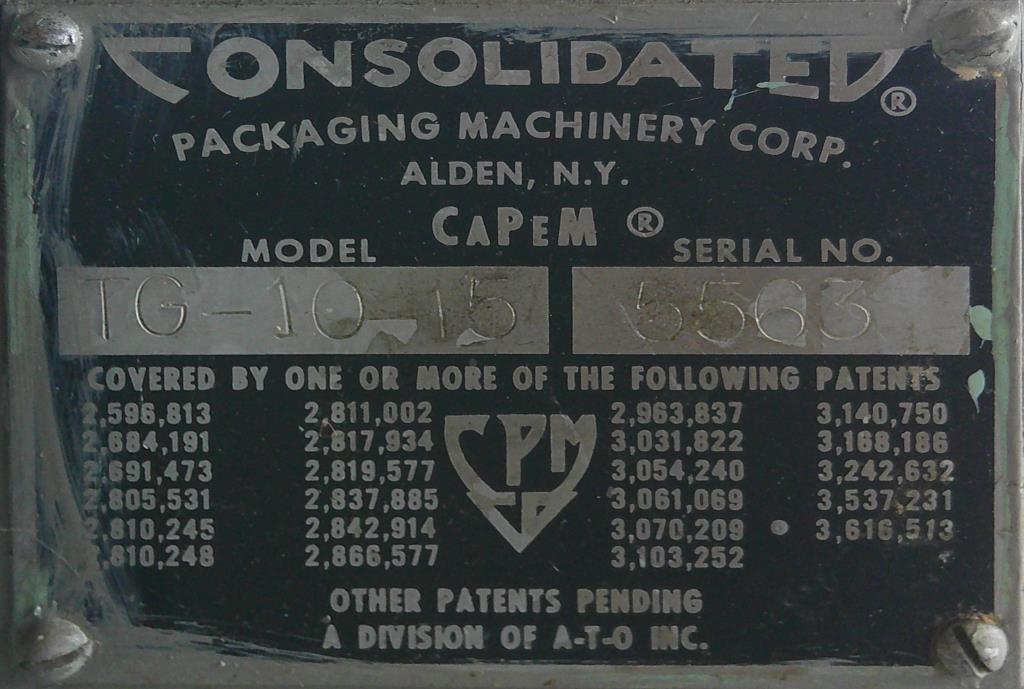 CONSOLIDATED®
PACKAGING MACHINERY CORP.
ALDEN, N.Y.
CAPEM ®
MODEL SERIAL NO.
TG-10-15 5563
COVERED BY ONE OR MORE OF THE FOLLOWING PATENTS
2,596,813 2,811,002 2,963,837 3,140,750
2,684,191 2,817,934 3,031,822 3,168,186
2,691,473 2,819,577 3,054,240 3,242,632
2,805,531 2,837,885 3,061,069 3,537,231
2,810,245 2,842,914 3,070,209 3,616,513
2,810,248 2,866,577 3,103,252
CPM
CO
OTHER PATENTS PENDING
A DIVISION OF A-T-O INC.